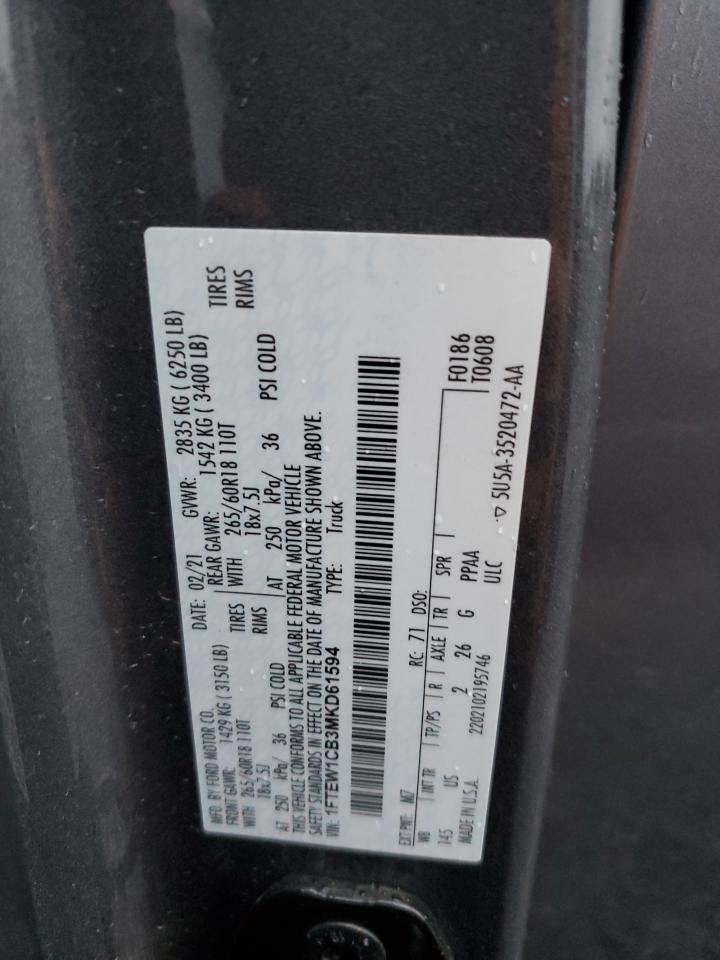 MFD. BY FORD MOTOR CO. DATE: 02/21 GVWR: 2835 KG ( 6250 LB)
FRONT GAWR: 1429 KG ( 3150 LB) REAR GAWR: 1542 KG ( 3400 LB)
WITH 265/60R18 110T TIRES WITH 265/60R18 110T TIRES
18x7.5J RIMS 18x7.5J RIMS
AT 250 kPa/ 36 PSI COLD AT 250 kPa/ 36 PSI COLD
THIS VEHICLE CONFORMS TO ALL APPLICABLE FEDERAL MOTOR VEHICLE
SAFETY STANDARDS IN EFFECT ON THE DATE OF MANUFACTURE SHOWN ABOVE.
VIN: 1FTEW1CB3MKD61594 TYPE: Truck
EXT PNT: M7 RC: 71 DSO: F0186
WB INT TR TP/PS R AXLE TR SPR T0608
145 US 2 26 G PPAA
MADE IN U.S.A. 2202102195746 ULC
5U5A-3520472-AA